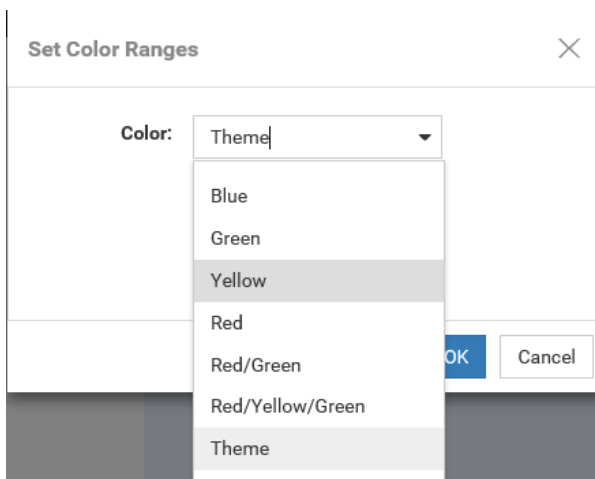 Set Color Ranges
Color: Theme
Blue
Green
Yellow
Red
Red/Green
OK Cancel
Red/Yellow/Green
Theme